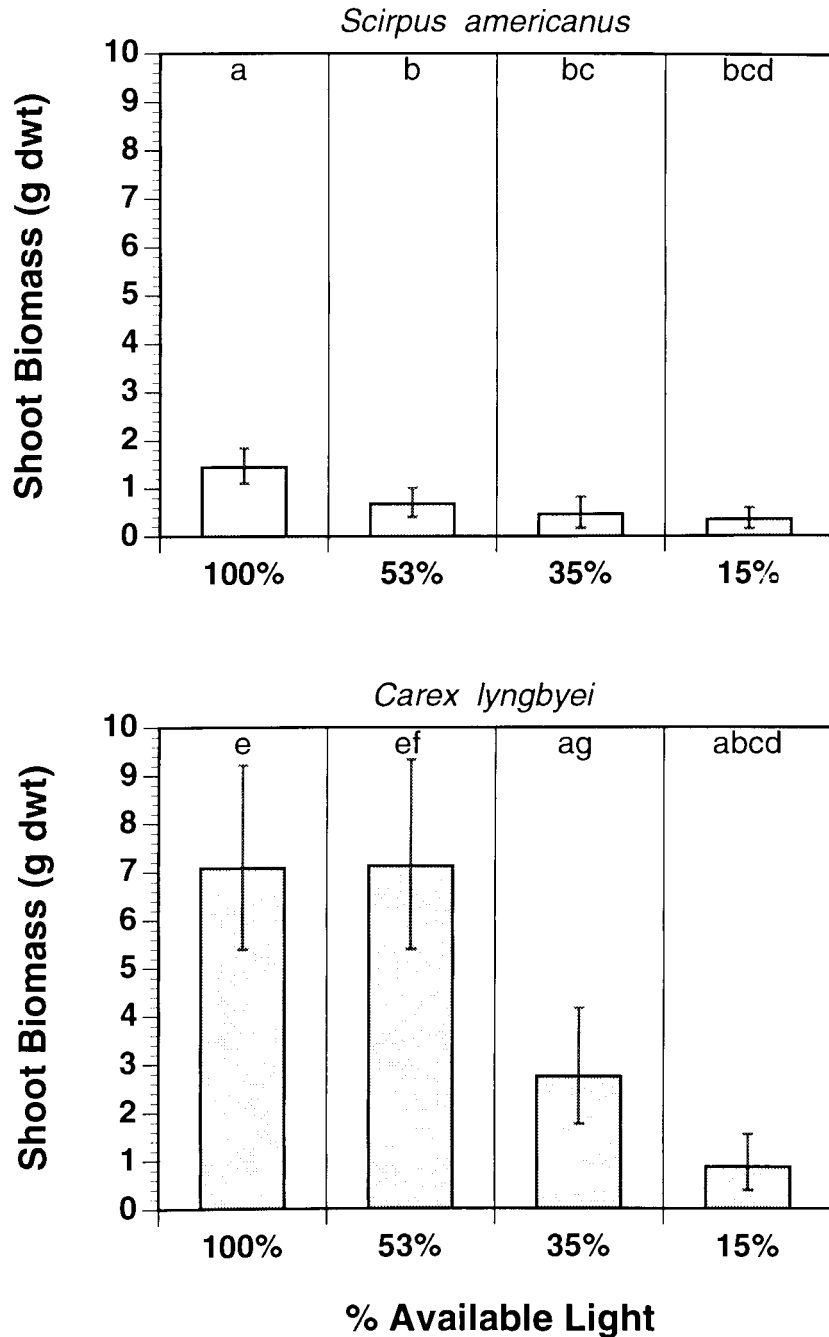 Scirpus americanus
a b bc bcd
Shoot Biomass (g dwt)
10
9
8
7
6
5
4
3
2
1
0
100% 53% 35% 15%
Carex lyngbyei
e ef ag abcd
Shoot Biomass (g dwt)
10
9
8
7
6
5
4
3
2
1
0
100% 53% 35% 15%
% Available Light